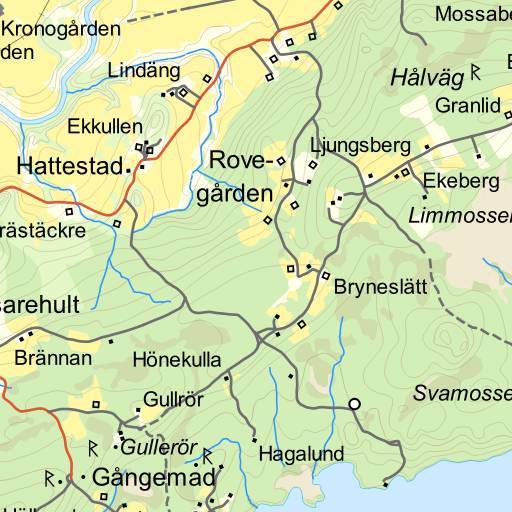 Mossabe
Kronogården
den
Lindäng
Hålväg
R
Granlid
E
Ekkullen
Ljungsberg
Hattestad
Rove-
gården
Ekeberg
Limmossen
rästäckre
Bryneslätt
sarehult
Brännan
Hönekulla
Svamosse
Gullrör
R
Gullerör
R
Hagalund
R
Gångemad